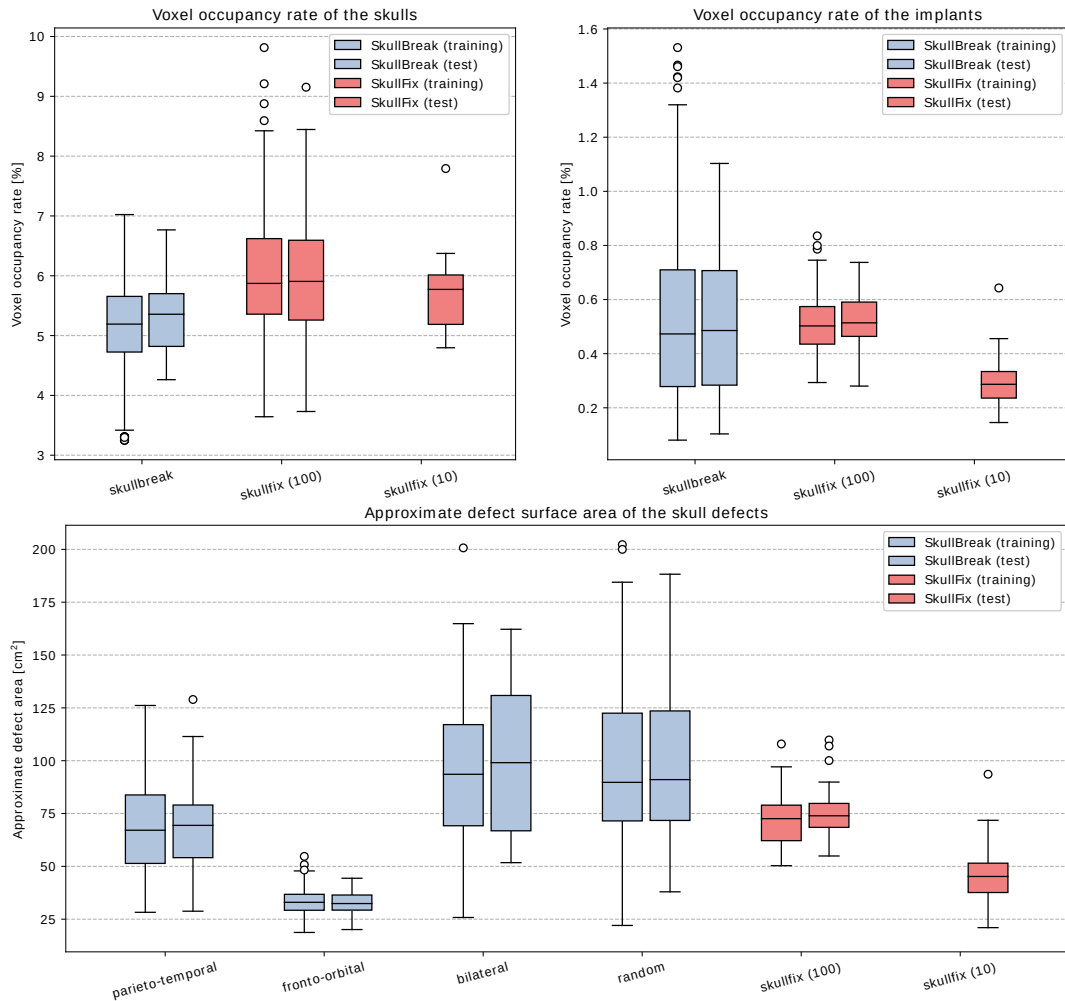 Voxel occupancy rate of the skulls
Voxel occupancy rate [%]
10
9
8
7
6
5
4
3
SkullBreak (training)
SkullBreak (test)
SkullFix (training)
SkullFix (test)
skullbreak
skullfix (100)
skullfix (10)
Voxel occupancy rate of the implants
Voxel occupancy rate [%]
1.6
1.4
1.2
1.0
0.8
0.6
0.4
0.2
SkullBreak (training)
SkullBreak (test)
SkullFix (training)
SkullFix (test)
skullbreak
skullfix (100)
skullfix (10)
Approximate defect surface area of the skull defects
Approximate defect area [cm²]
200
175
150
125
100
75
50
25
SkullBreak (training)
SkullBreak (test)
SkullFix (training)
SkullFix (test)
parieto-temporal
fronto-orbital
bilateral
random
skullfix (100)
skullfix (10)